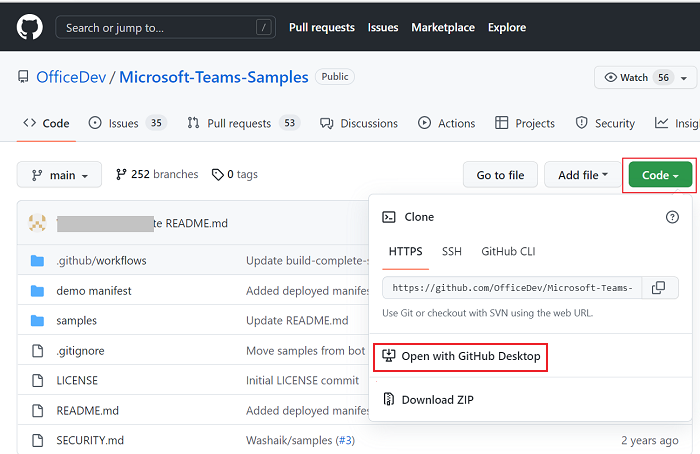 Search or jump to... / Pull requests Issues Marketplace Explore
OfficeDev / Microsoft-Teams-Samples Public Watch 56
Code Issues 35 Pull requests 53 Discussions Actions Projects Security Insig
main 252 branches 0 tags Go to file Add file Code
te README.md
Clone
.github/workflows Update build-complete-s
HTTPS SSH GitHub CLI
demo manifest Added deployed manifes
https://github.com/OfficeDev/Microsoft-Teams-
samples Update README.md
Use Git or checkout with SVN using the web URL.
.gitignore Move samples from bot
Open with GitHub Desktop
LICENSE Initial LICENSE commit
Download ZIP
README.md Added deployed manifes
SECURITY.md Washaik/samples (#3) 2 years ago